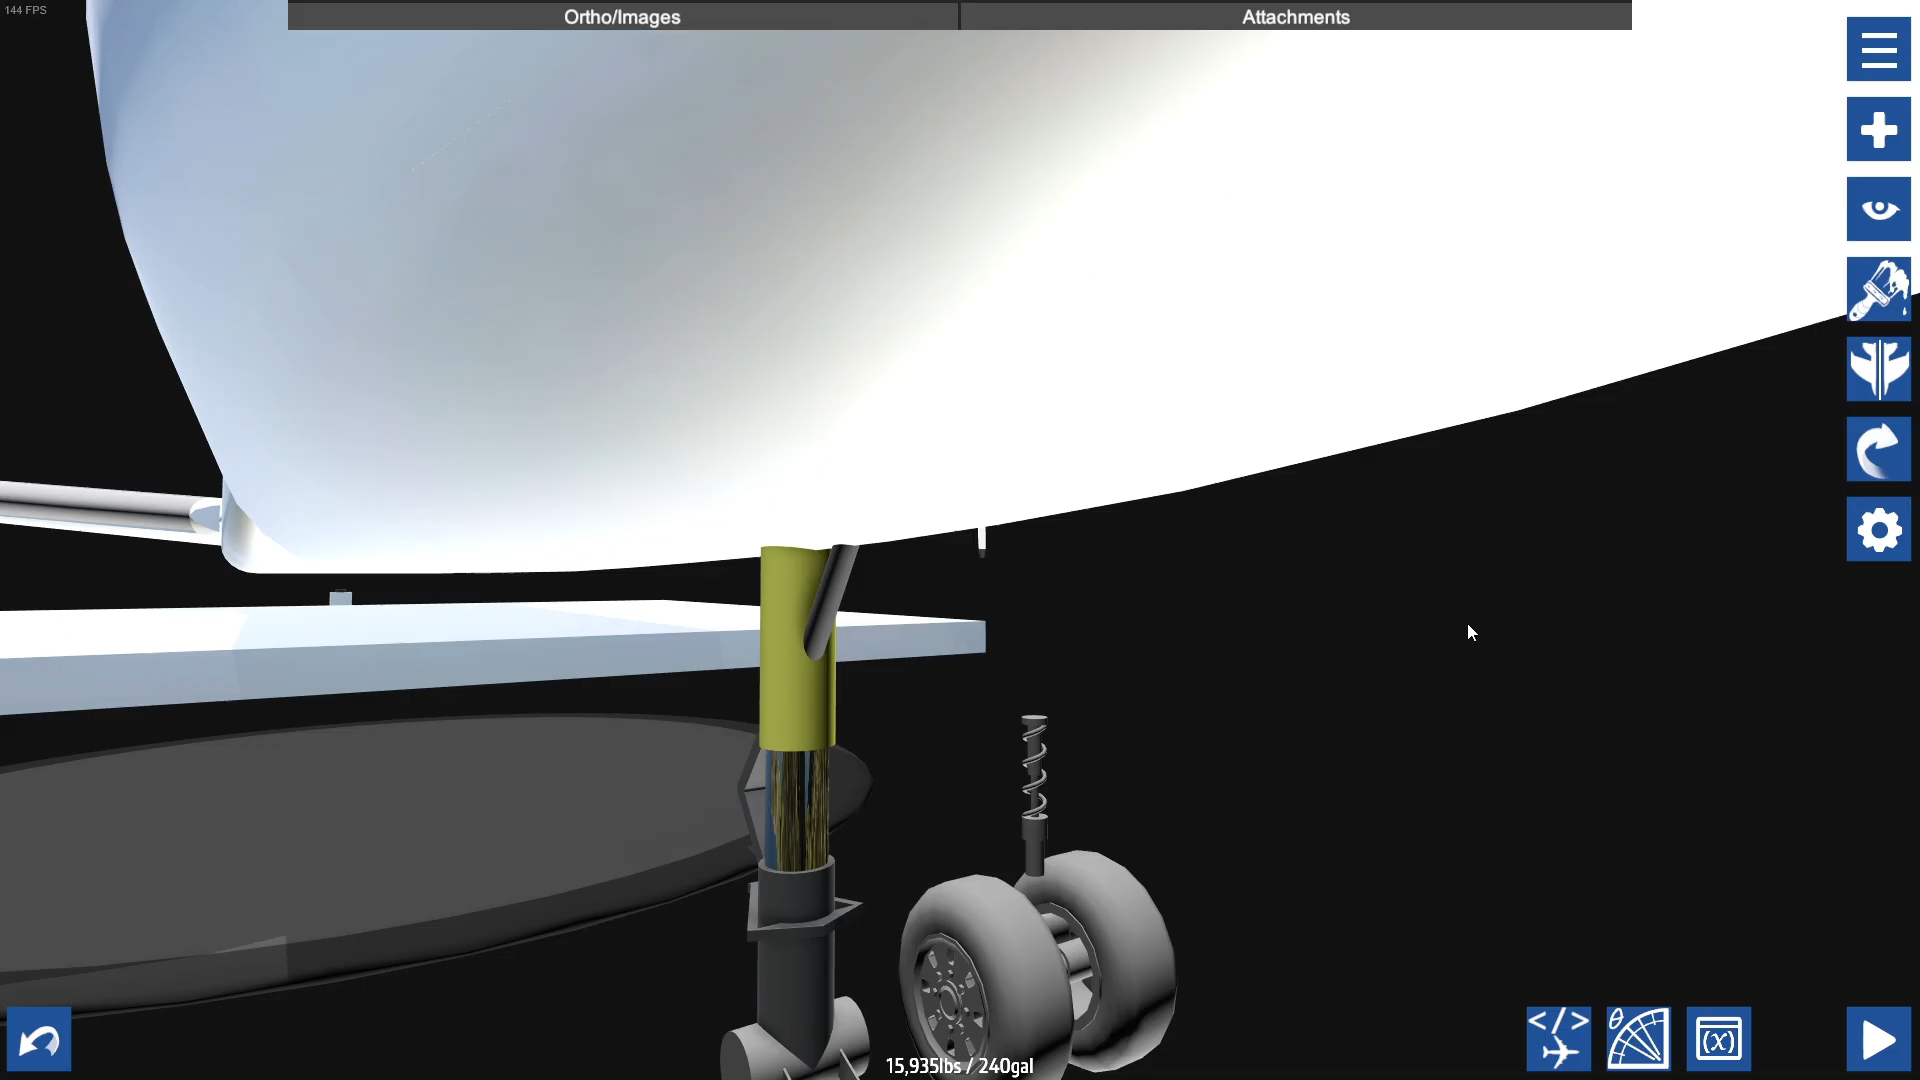 144 FPS
Ortho/Images
Attachments
</>
θ
(x)
15,935lbs / 240gal